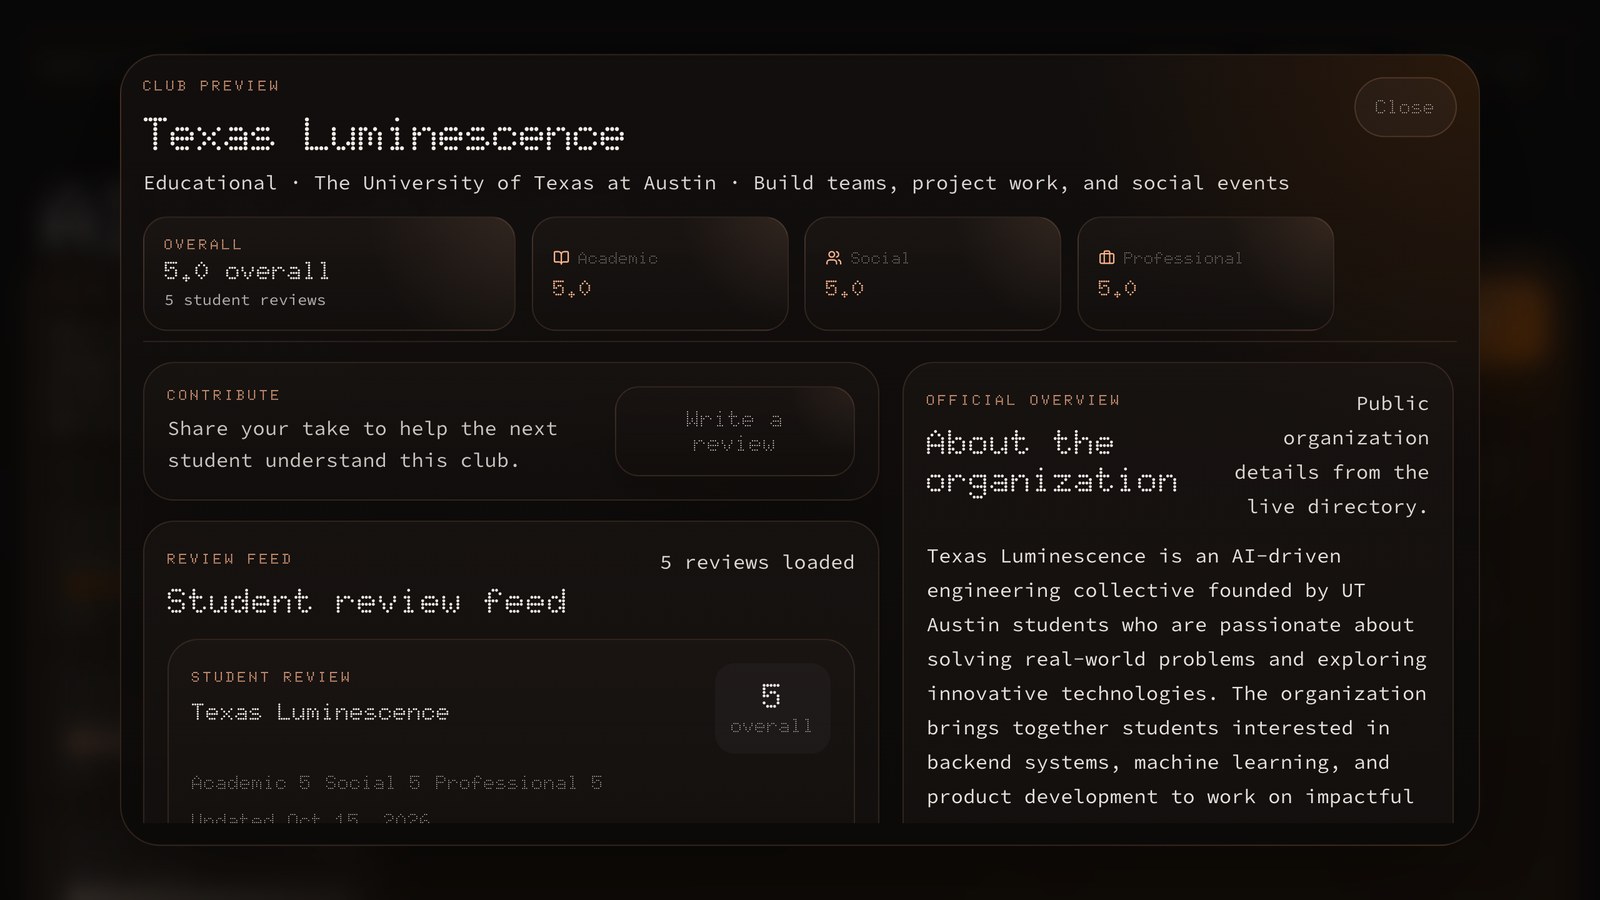 CLUB PREVIEW
Close
Texas Luminescence
Educational · The University of Texas at Austin · Build teams, project work, and social events
OVERALL
5.0 overall
5 student reviews
Academic
5.0
Social
5.0
Professional
5.0
CONTRIBUTE
Share your take to help the next
student understand this club.
Write a
review
REVIEW FEED
5 reviews loaded
Student review feed
STUDENT REVIEW
Texas Luminescence
5
overall
Academic 5 Social 5 Professional 5
Updated Oct 15, 2026
OFFICIAL OVERVIEW
About the
organization
Public
organization
details from the
live directory.
Texas Luminescence is an AI-driven
engineering collective founded by UT
Austin students who are passionate about
solving real-world problems and exploring
innovative technologies. The organization
brings together students interested in
backend systems, machine learning, and
product development to work on impactful